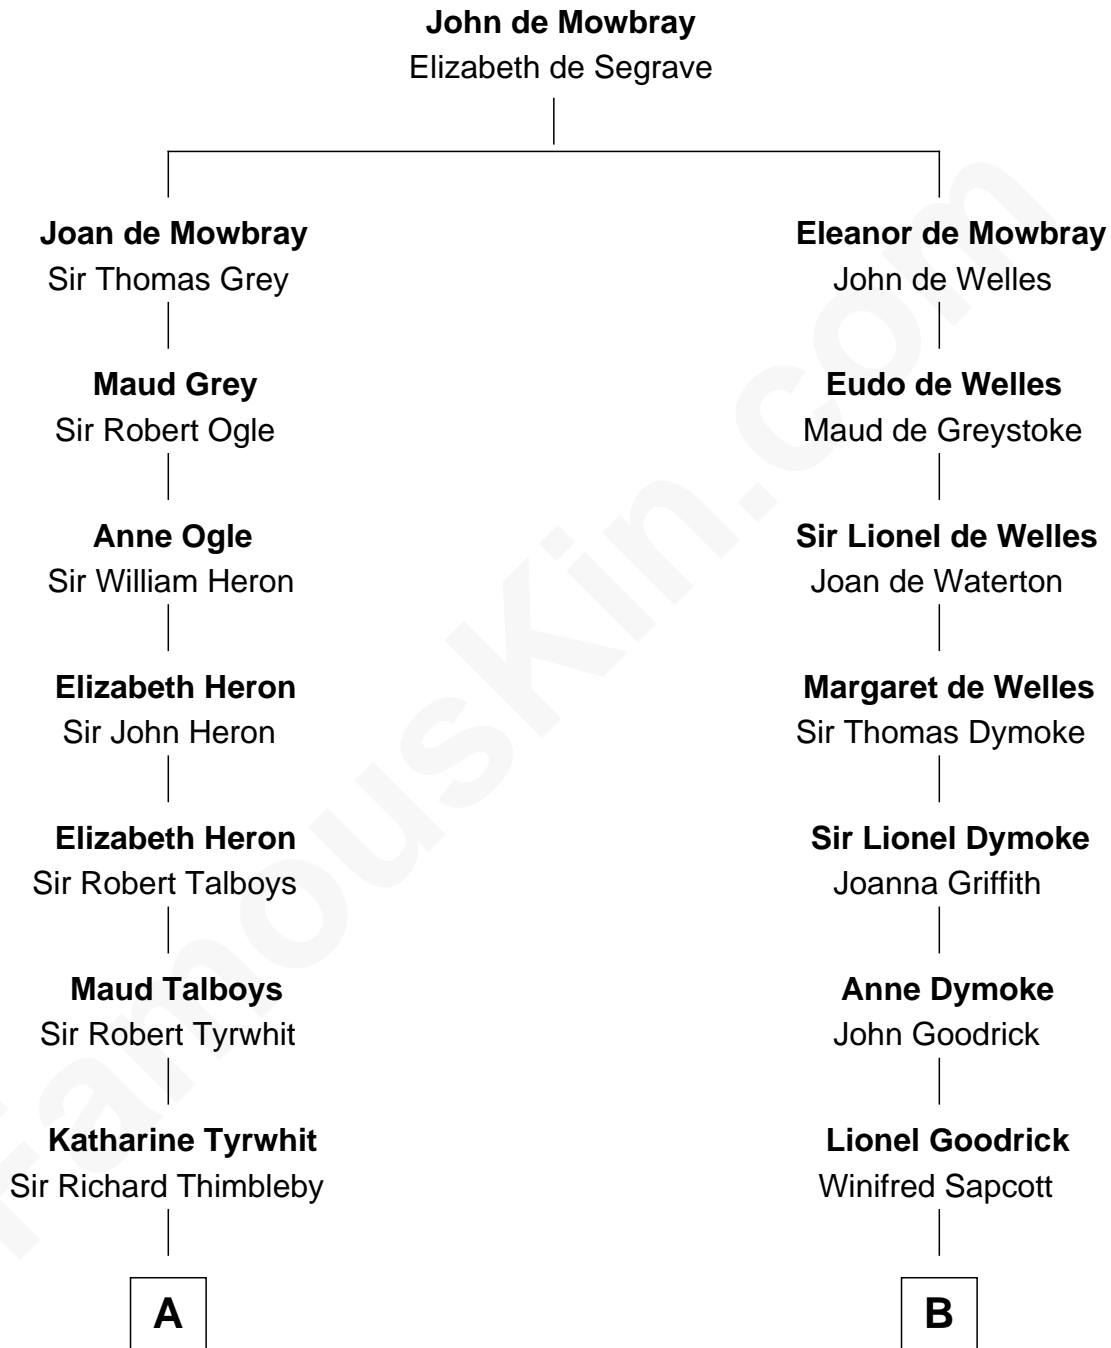 John de Mowbray
Elizabeth de Segrave
Joan de Mowbray
Sir Thomas Grey
Eleanor de Mowbray
John de Welles
Maud Grey
Sir Robert Ogle
Eudo de Welles
Maud de Greystoke
Anne Ogle
Sir William Heron
Sir Lionel de Welles
Joan de Waterton
Elizabeth Heron
Sir John Heron
Margaret de Welles
Sir Thomas Dymoke
Elizabeth Heron
Sir Robert Talboys
Sir Lionel Dymoke
Joanna Griffith
Maud Talboys
Sir Robert Tyrwhit
Anne Dymoke
John Goodrick
Katharine Tyrwhit
Sir Richard Thimbleby
Lionel Goodrick
Winifred Sapcott
A
B
FamousKin.com